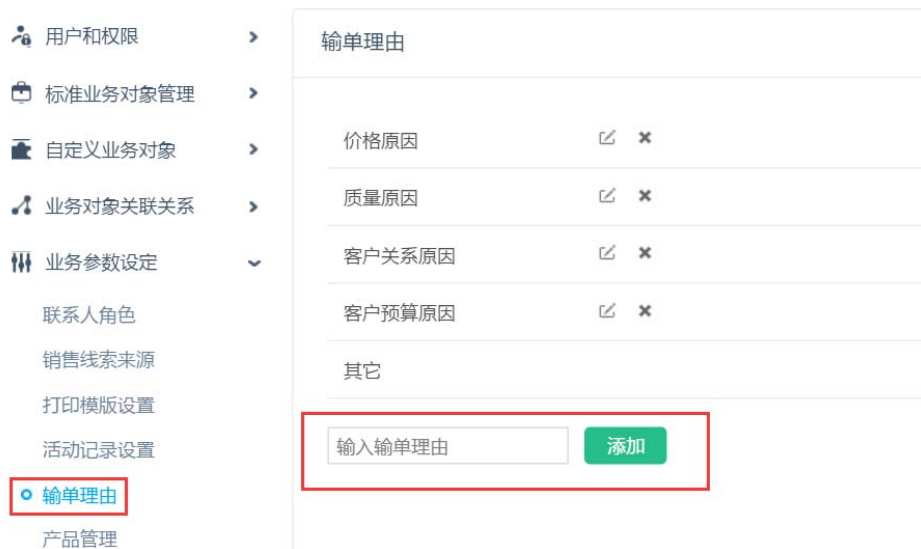 用户和权限
标准业务对象管理
自定义业务对象
业务对象关联关系
业务参数设定
联系人角色
销售线索来源
打印模版设置
活动记录设置
输单理由
产品管理
输单理由
价格原因
质量原因
客户关系原因
客户预算原因
其它
输入输单理由 添加